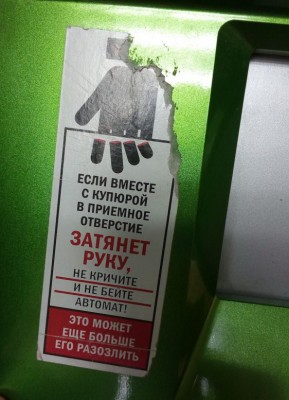 ЕСЛИ ВМЕСТЕ
С КУПЮРОЙ
В ПРИЕМНОЕ
ОТВЕРСТИЕ
ЗАТЯНЕТ
РУКУ,
НЕ КРИЧИТЕ
И НЕ БЕЙТЕ
АВТОМАТ!
ЭТО МОЖЕТ
ЕЩЕ БОЛЬШЕ
ЕГО РАЗОЗЛИТЬ